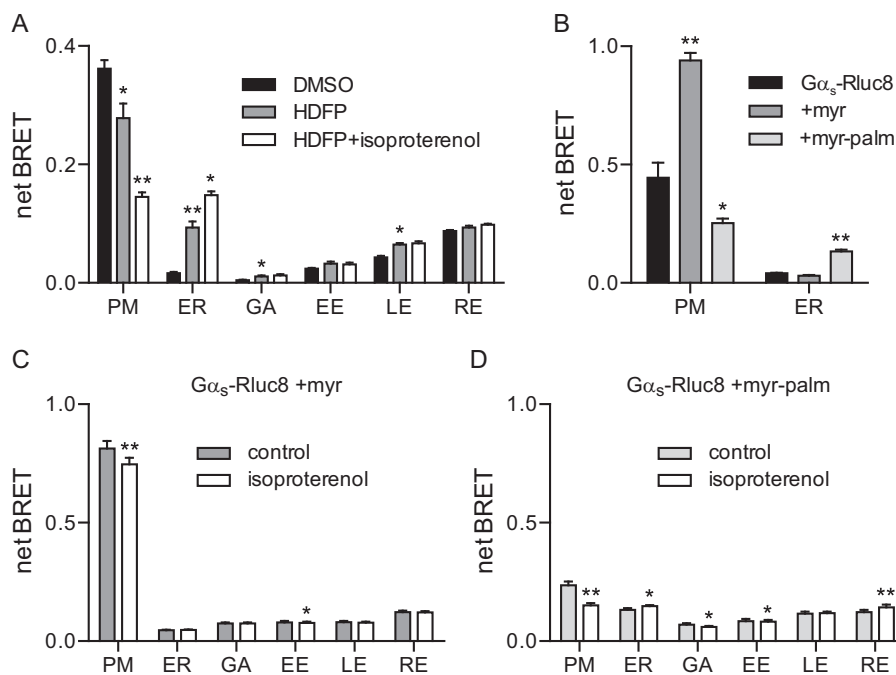 A
net BRET
0.4
0.2
0.0
*
**
**
*
*
*
DMSO
HDFP
HDFP+isoproterenol
PM ER GA EE LE RE
B
net BRET
1.0
0.5
0.0
**
*
**
Gαs-Rluc8
+myr
+myr-palm
PM ER
C
Gαs-Rluc8 +myr
net BRET
1.0
0.5
0.0
**
*
control
isoproterenol
PM ER GA EE LE RE
D
Gαs-Rluc8 +myr-palm
net BRET
1.0
0.5
0.0
control
isoproterenol
**
*
*
*
**
PM ER GA EE LE RE